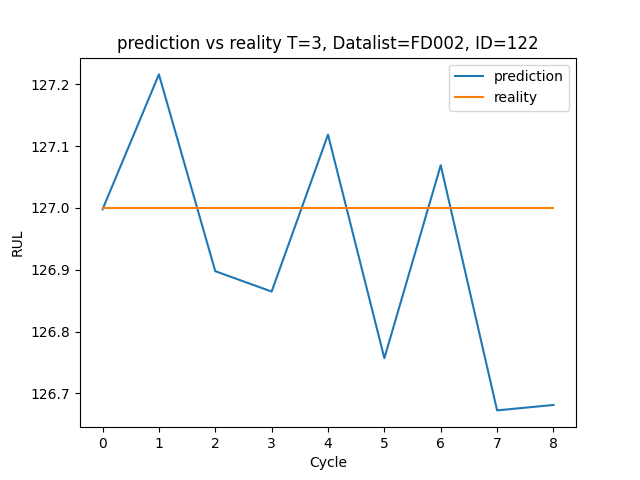 prediction vs reality T=3, Datalist=FD002, ID=122
prediction
reality
127.2
127.1
127.0
126.9
126.8
126.7
RUL
0 1 2 3 4 5 6 7 8
Cycle